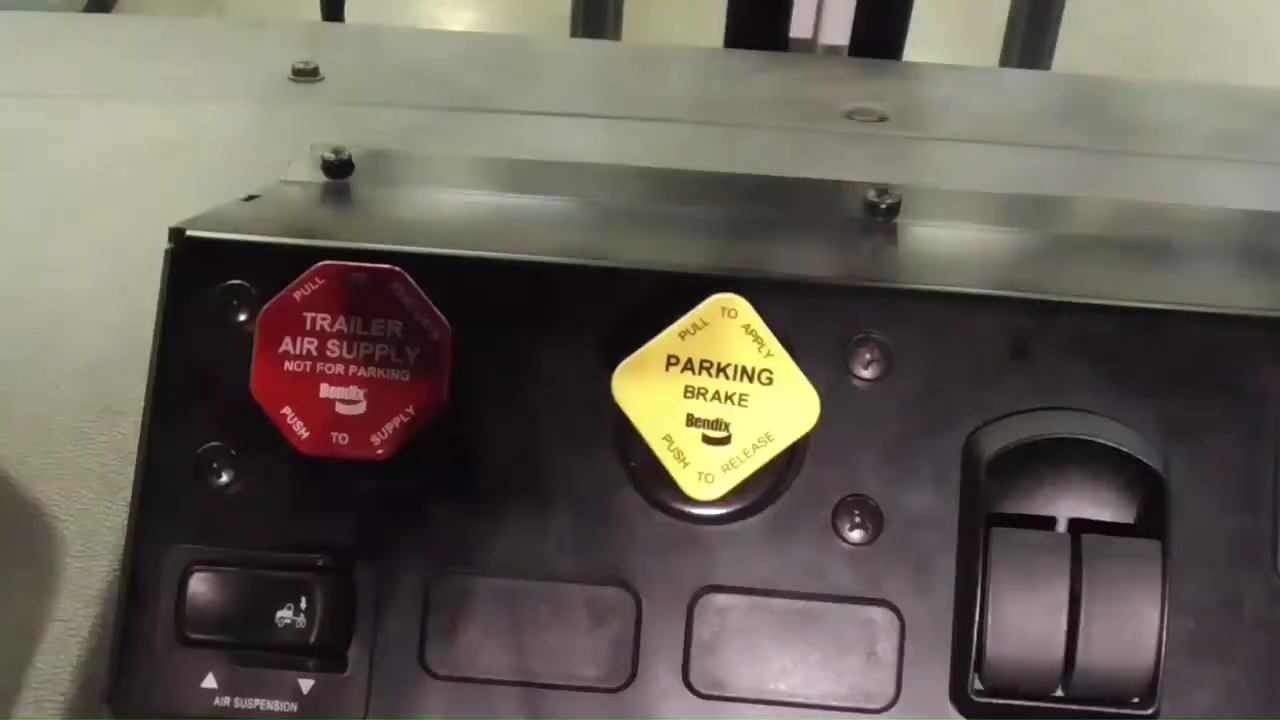 PULL
TRAILER
AIR SUPPLY
NOT FOR PARKING
Bendix
PUSH TO SUPPLY
PULL TO APPLY
PARKING
BRAKE
Bendix
PUSH TO RELEASE
AIR SUSPENSION